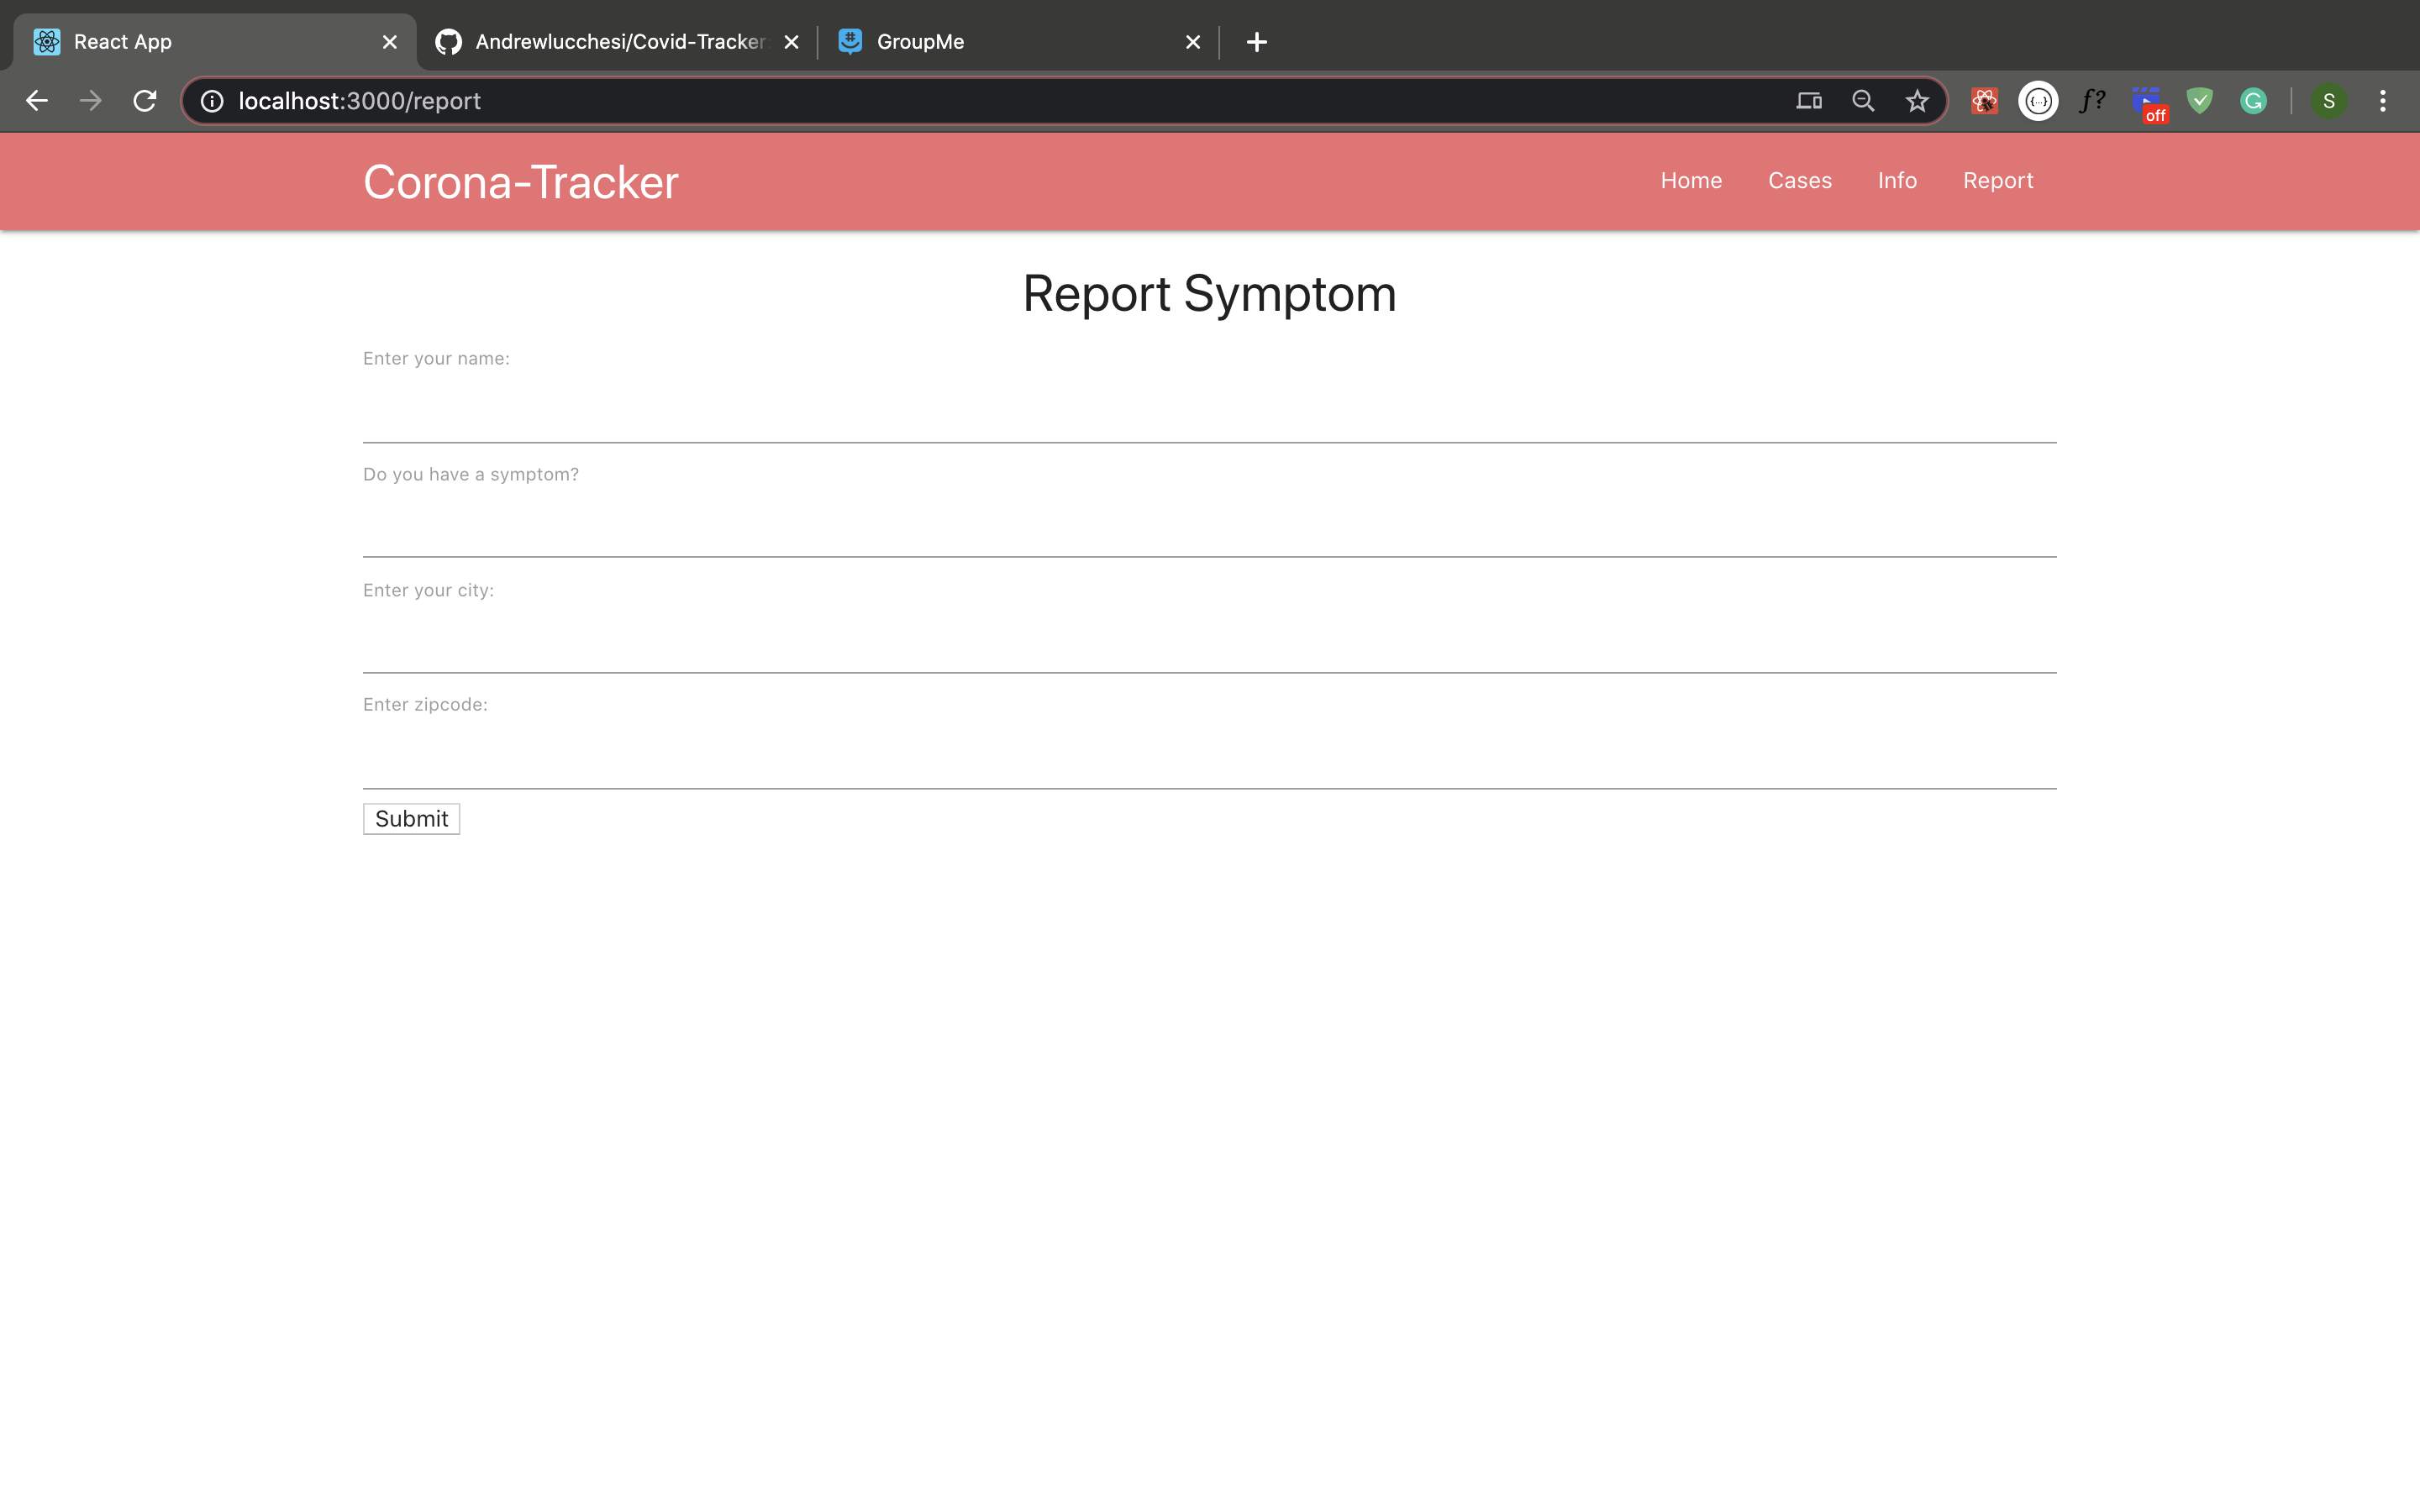 React App
Andrewlucchesi/Covid-Tracker
GroupMe
localhost:3000/report
{...}
f?
off
G
S
Corona-Tracker
Home
Cases
Info
Report
Report Symptom
Enter your name:
Do you have a symptom?
Enter your city:
Enter zipcode:
Submit